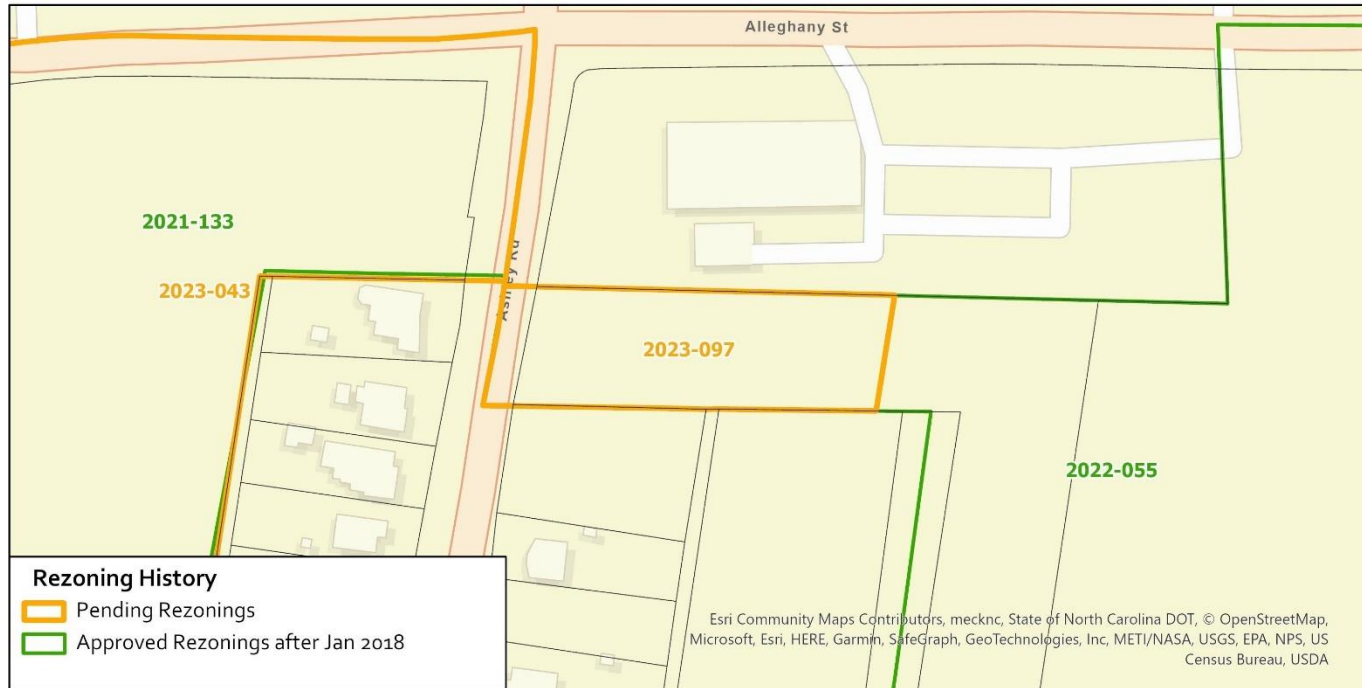 Alleghany St
2021-133
2023-043
2023-097
2022-055
Rezoning History
Pending Rezonings
Approved Rezonings after Jan 2018
Esri Community Maps Contributors, mecknc, State of North Carolina DOT, © OpenStreetMap,
Microsoft, Esri, HERE, Garmin, SafeGraph, GeoTechnologies, Inc, METI/NASA, USGS, EPA, NPS, US
Census Bureau, USDA